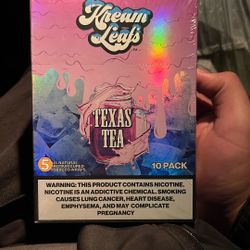 Kream
Leafs
TEXAS
TEA
5
10 PACK
WARNING: THIS PRODUCT CONTAINS NICOTINE,
NICOTINE IS AN ADDICTIVE CHEMICAL. SMOKING
CAUSES LUNG CANCER, HEART DISEASE,
EMPHYSEMA, AND MAY COMPLICATE
PREGNANCY